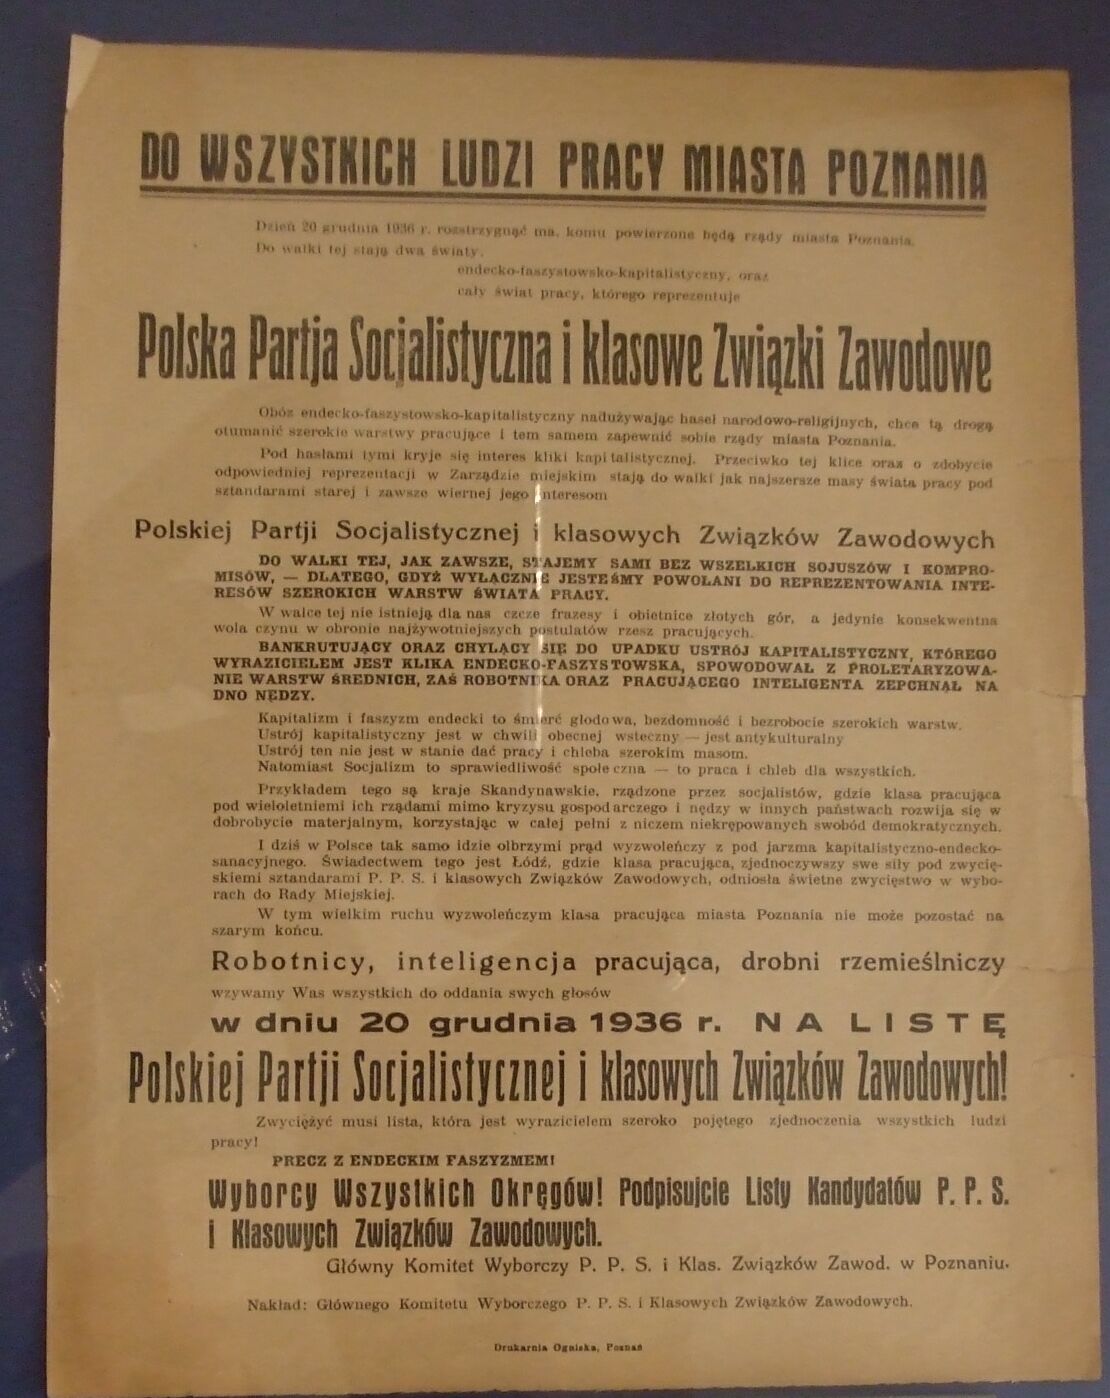 DO WSZYSTKICH LUDZI PRACY MIASTA POZNANIA
Dzień 20 grudnia 1936 r. rozstrzygnąć ma, komu powierzone będą rządy miasta Poznania.
Do walki tej stają dwa światy,
endecko-faszystowsko-kapitalistyczny, oraz
cały świat pracy, którego reprezentuje
Polska Partja Socjalistyczna i klasowe Związki Zawodowe
Obóz endecko-faszystowsko-kapitalistyczny nadużywając haseł narodowo-religijnych, chce tą drogą
otumanić szerokie warstwy pracujące i tem samem zapewnić sobie rządy miasta Poznania.
Pod hasłami tymi kryje się interes kliki kapitalistycznej. Przeciwko tej klice oraz o zdobycie
odpowiedniej reprezentacji w Zarządzie miejskim stają do walki jak najszersze masy świata pracy pod
sztandarami starej i zawsze wiernej jego interesom
Polskiej Partji Socjalistycznej i klasowych Związków Zawodowych
DO WALKI TEJ, JAK ZAWSZE, STAJEMY SAMI BEZ WSZELKICH SOJUSZÓW I KOMPRO-
MISÓW, — DLATEGO, GDYŻ WYŁĄCZNIE JESTEŚMY POWOŁANI DO REPREZENTOWANIA INTE-
RESÓW SZEROKICH WARSTW ŚWIATA PRACY.
W walce tej nie istnieją dla nas czcze frazesy i obietnice złotych gór, a jedynie konsekwentna
wola czynu w obronie najżywotniejszych postulatów rzesz pracujących.
BANKRUTUJĄCY ORAZ CHYLĄCY SIĘ DO UPADKU USTRÓJ KAPITALISTYCZNY, KTÓREGO
WYRAZICIELEM JEST KLIKA ENDECKO-FASZYSTOWSKA, SPOWODOWAŁ Z PROLETARYZOWA-
NIE WARSTW ŚREDNICH, ZAŚ ROBOTNIKA ORAZ PRACUJĄCEGO INTELIGENTA ZEPCHNĄŁ NA
DNO NĘDZY.
Kapitalizm i faszyzm endecki to śmierć głodowa, bezdomność i bezrobocie szerokich warstw.
Ustrój kapitalistyczny jest w chwili obecnej wsteczny — jest antykulturalny
Ustrój ten nie jest w stanie dać pracy i chleba szerokim masom.
Natomiast Socjalizm to sprawiedliwość społeczna — to praca i chleb dla wszystkich.
Przykładem tego są kraje Skandynawskie, rządzone przez socjalistów, gdzie klasa pracująca
pod wieloletniemi ich rządami mimo kryzysu gospodarczego i nędzy w innych państwach rozwija się w
dobrobycie materjalnym, korzystając w całej pełni z niczem niekrępowanych swobód demokratycznych.
I dziś w Polsce tak samo idzie olbrzymi prąd wyzwoleńczy z pod jarzma kapitalistyczno-endecko-
sanacyjnego. Świadectwem tego jest Łódź, gdzie klasa pracująca, zjednoczywszy swe siły pod zwycię-
skiemi sztandarami P. P. S. i klasowych Związków Zawodowych, odniosła świetne zwycięstwo w wybo-
rach do Rady Miejskiej.
W tym wielkim ruchu wyzwoleńczym klasa pracująca miasta Poznania nie może pozostać na
szarym końcu.
Robotnicy, inteligencja pracująca, drobni rzemieślniczy
wzywamy Was wszystkich do oddania swych głosów
w dniu 20 grudnia 1936 r. NA LISTĘ
Polskiej Partji Socjalistycznej i klasowych Związków Zawodowych!
Zwyciężyć musi lista, która jest wyrazicielem szeroko pojętego zjednoczenia wszystkich ludzi
pracy!
PRECZ Z ENDECKIM FASZYZMEM!
Wyborcy Wszystkich Okręgów! Podpisujcie Listy Kandydatów P. P. S.
i Klasowych Związków Zawodowych.
Główny Komitet Wyborczy P. P. S. i Klas. Związków Zawod. w Poznaniu.
Nakład: Głównego Komitetu Wyborczego P. P. S. i Klasowych Związków Zawodowych.
Drukarnia Ogniska, Poznań